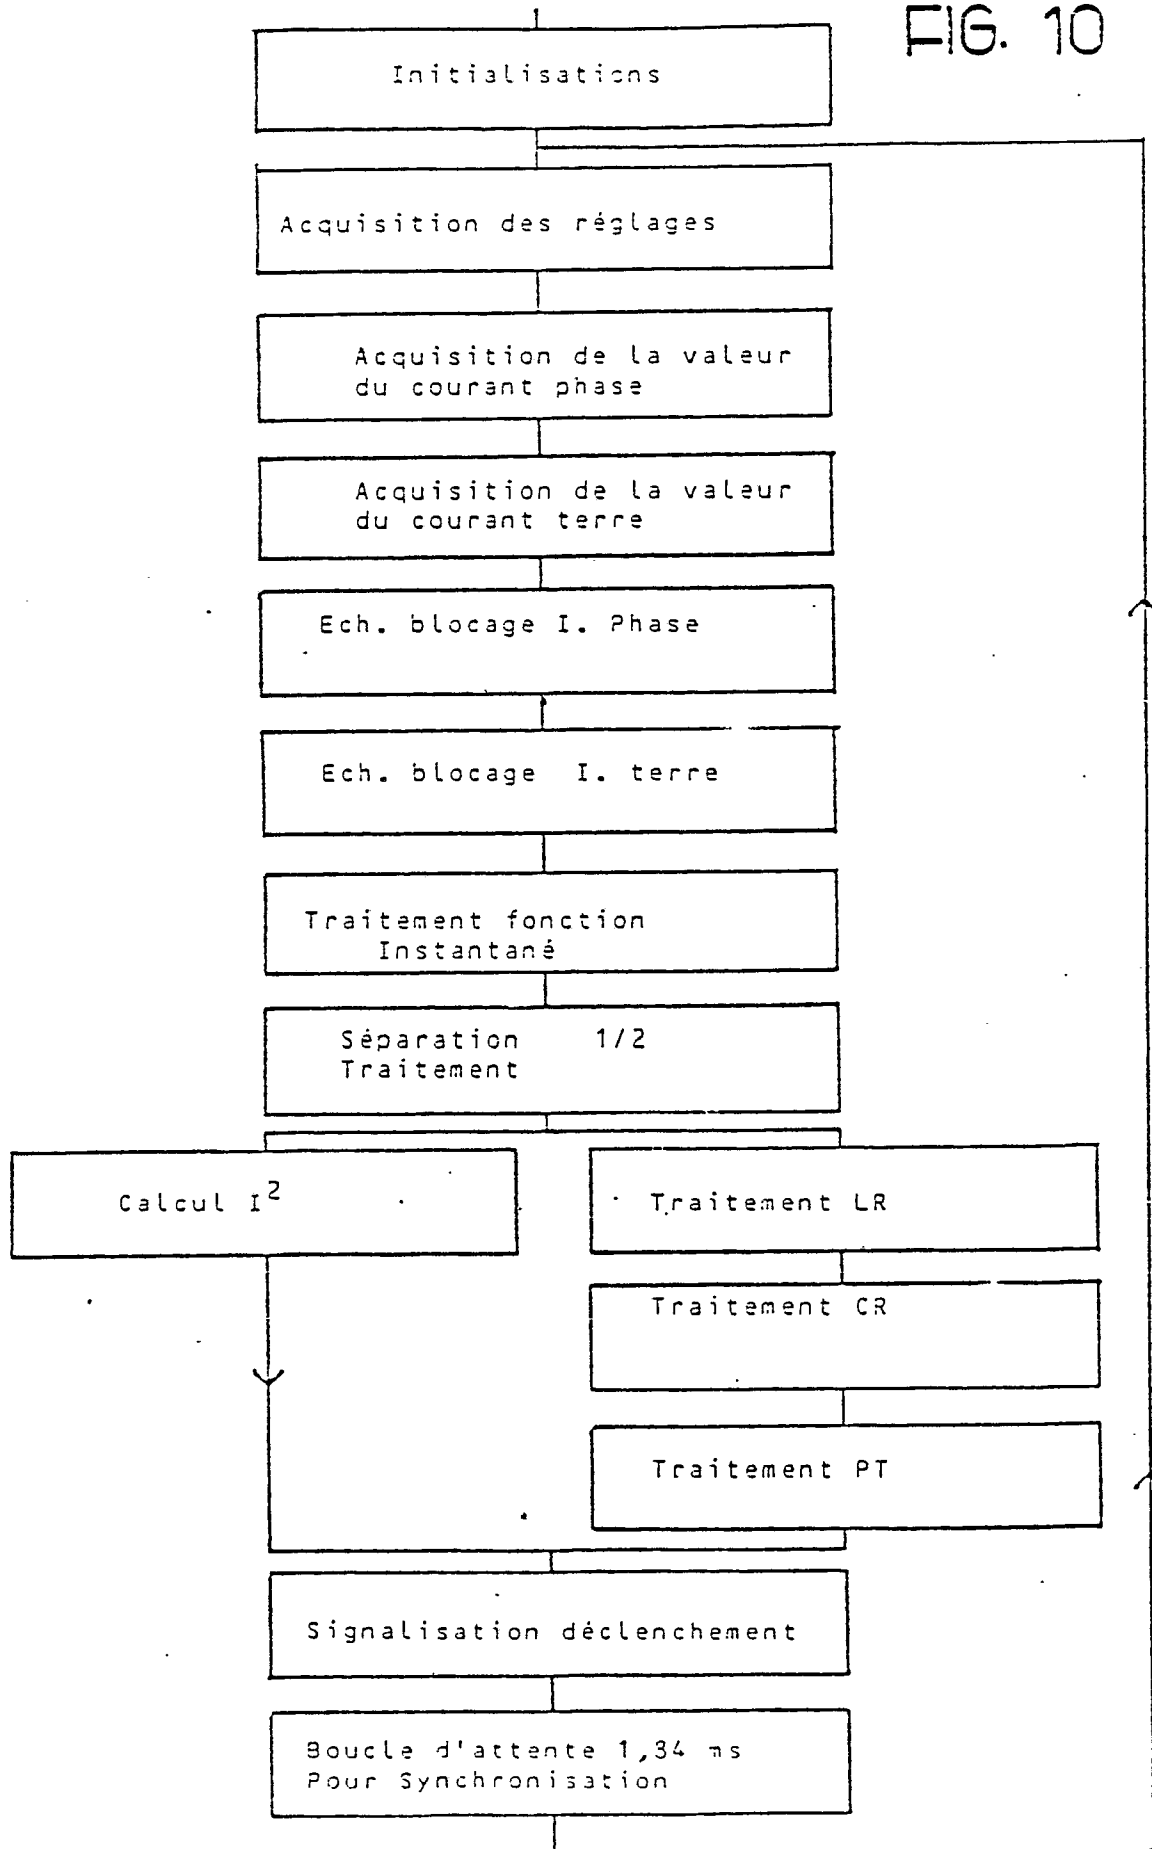 FIG. 10
Initialisations
Acquisition des réglages
Acquisition de la valeur
du courant phase
Acquisition de la valeur
du courant terre
Ech. blocage I. Phase
Ech. blocage I. terre
Traitement fonction
Instantané
Séparation 1/2
Traitement
Calcul I²
Traitement LR
Traitement CR
Traitement PT
Signalisation déclenchement
Boucle d'attente 1,34 ms
Pour Synchronisation